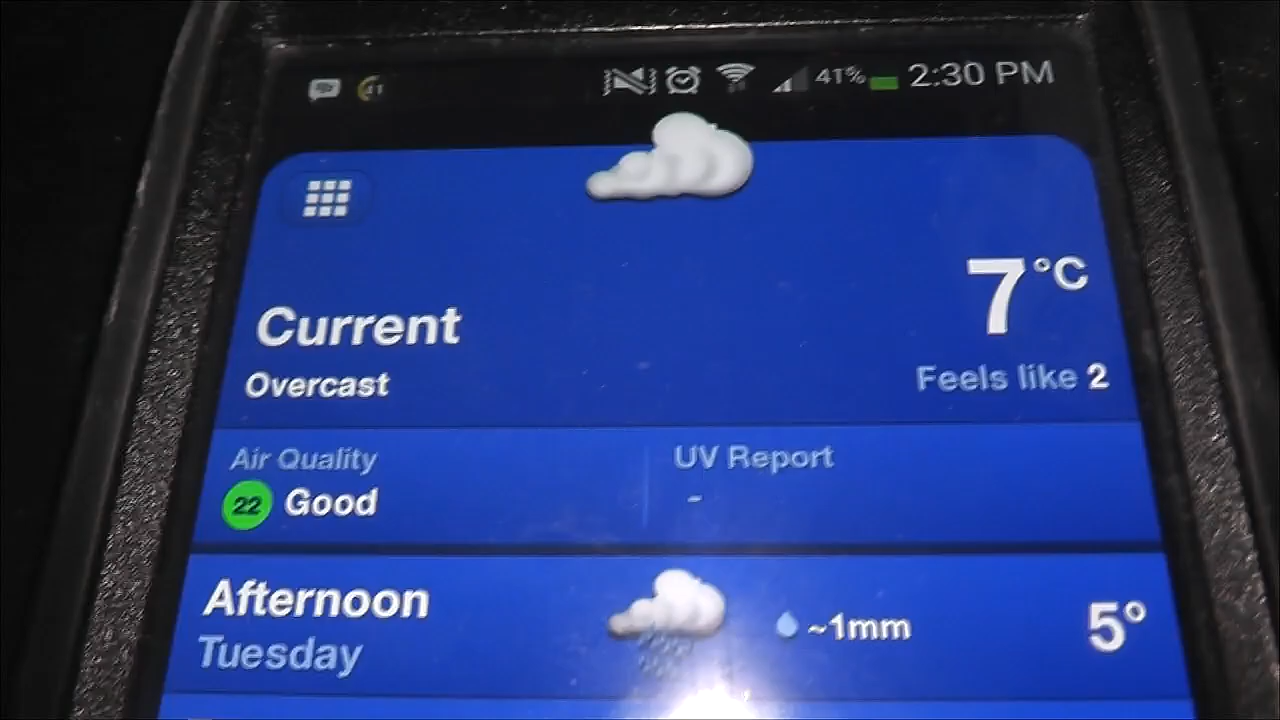 41 41% 2:30 PM
7°C
Current
Feels like 2
Overcast
Air Quality UV Report
22 Good -
Afternoon ~1mm 5°
Tuesday